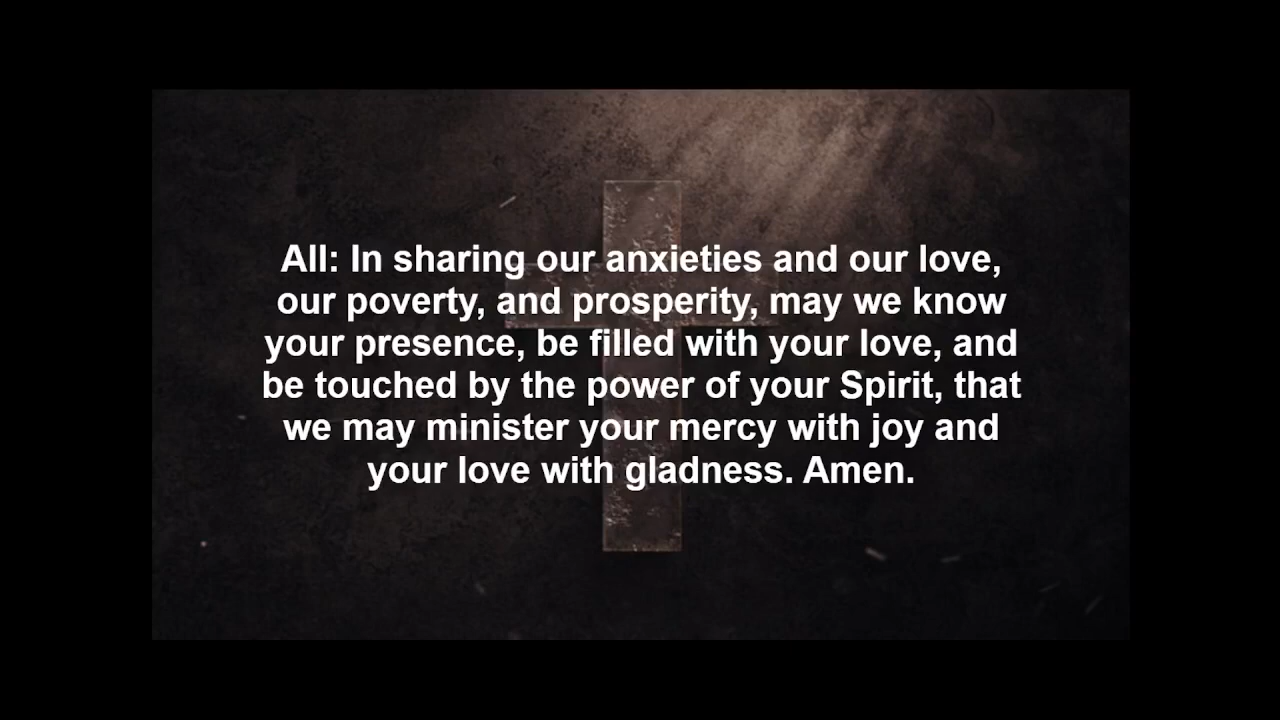 All: In sharing our anxieties and our love,
our poverty, and prosperity, may we know
your presence, be filled with your love, and
be touched by the power of your Spirit, that
we may minister your mercy with joy and
your love with gladness. Amen.